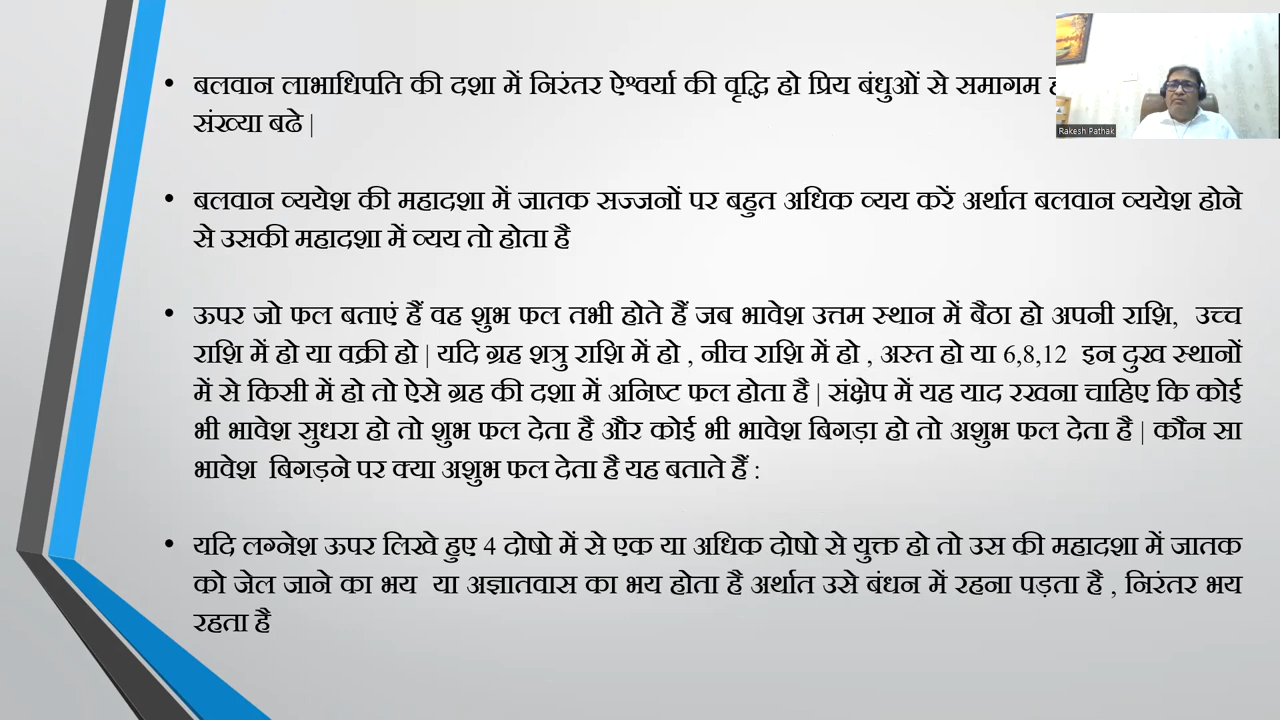 • बलवान लाभाधिपति की दशा में निरंतर ऐश्वर्या की वृद्धि हो प्रिय बंधुओं से समागम
संख्या बढे |
Rakesh Pathak
• बलवान व्ययेश की महादशा में जातक सज्जनों पर बहुत अधिक व्यय करें अर्थात बलवान व्ययेश होने
से उसकी महादशा में व्यय तो होता है
• ऊपर जो फल बताएं हैं वह शुभ फल तभी होते हैं जब भावेश उत्तम स्थान में बैठा हो अपनी राशि, उच्च
राशि में हो या वक्री हो | यदि ग्रह शत्रु राशि में हो , नीच राशि में हो , अस्त हो या 6,8,12 इन दुख स्थानों
में से किसी में हो तो ऐसे ग्रह की दशा में अनिष्ट फल होता है | संक्षेप में यह याद रखना चाहिए कि कोई
भी भावेश सुधरा हो तो शुभ फल देता है और कोई भी भावेश बिगड़ा हो तो अशुभ फल देता है | कौन सा
भावेश बिगड़ने पर क्या अशुभ फल देता है यह बताते हैं :
• यदि लग्नेश ऊपर लिखे हुए 4 दोषो में से एक या अधिक दोषो से युक्त हो तो उस की महादशा में जातक
को जेल जाने का भय या अज्ञातवास का भय होता है अर्थात उसे बंधन में रहना पड़ता है , निरंतर भय
रहता है